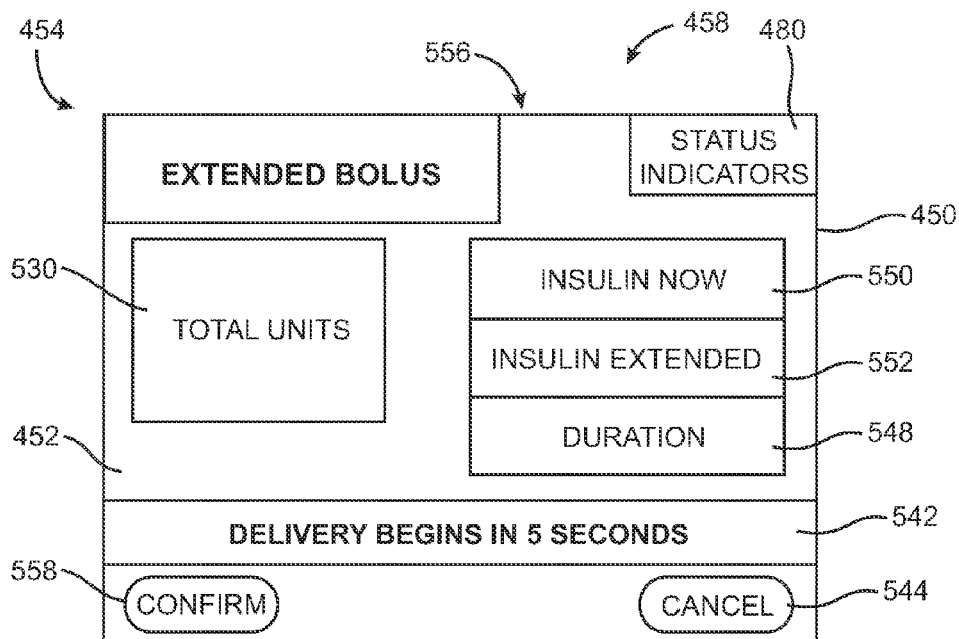 454
556
458
480
EXTENDED BOLUS
STATUS
INDICATORS
450
530
TOTAL UNITS
INSULIN NOW
550
INSULIN EXTENDED
552
452
DURATION
548
DELIVERY BEGINS IN 5 SECONDS
542
558
CONFIRM
CANCEL
544